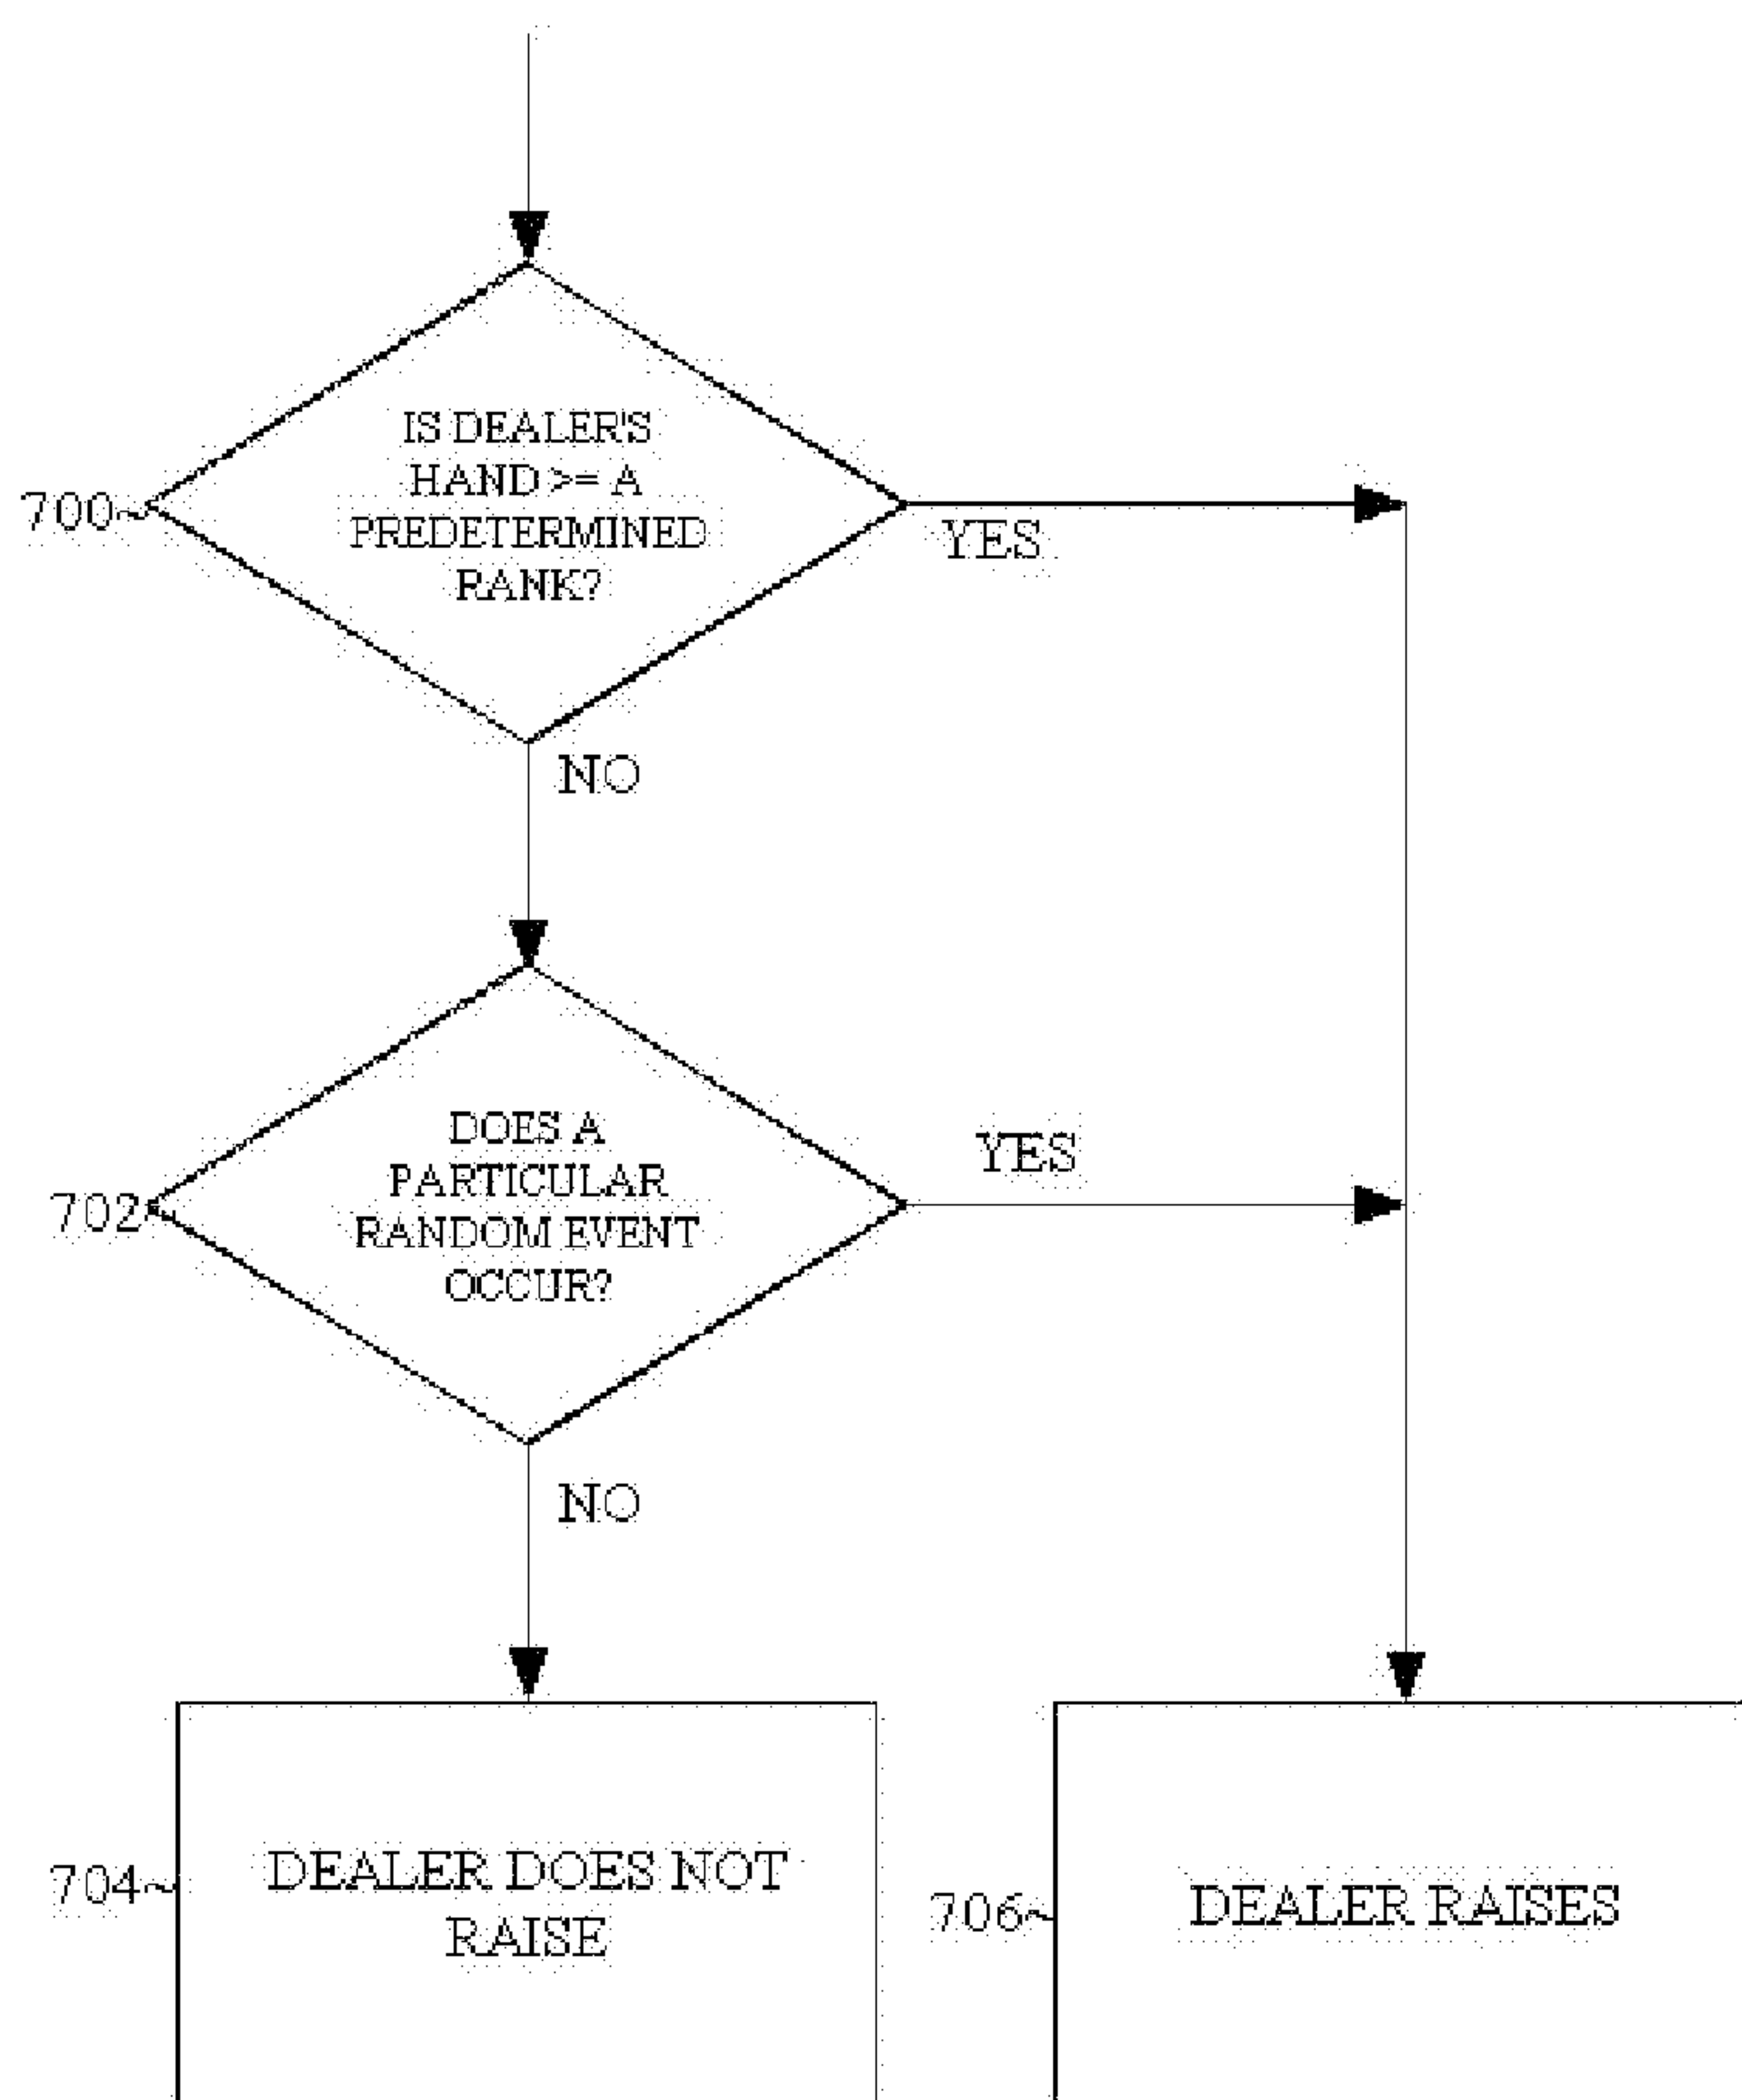 IS DEALER'S
HAND >= A
PREDETERMINED
RANK?
700~
YES
NO
DOES A
PARTICULAR
RANDOM EVENT
OCCUR?
702~
YES
NO
704~
DEALER DOES NOT
RAISE
706~
DEALER RAISES